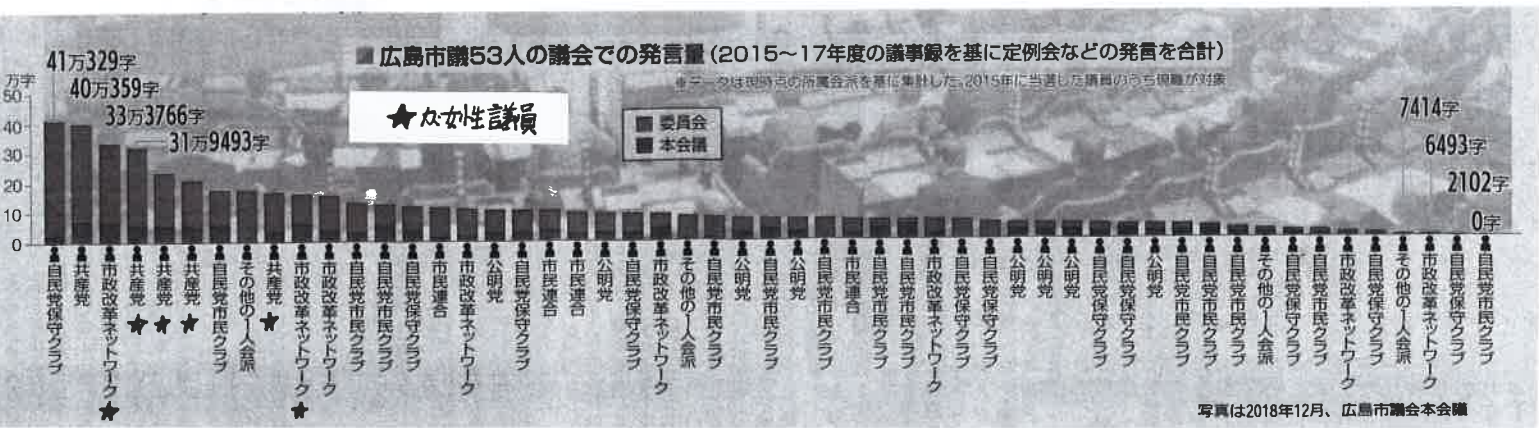 ■ 広島市議53人の議会での発言量 (2015～17年度の議事録を基に定例会などの発言を合計)
※データは現時点の所属会派を基に集計した。2015年に当選した議員のうち現職が対象
41万329字
40万359字
33万3766字
31万9493字
★が女性議員
■ 委員会
■ 本会議
7414字
6493字
2102字
0字
万字
50
40
30
20
10
0
自民党保守クラブ
共産党
市政改革ネットワーク★
共産党★
共産党★
共産党★
自民党市民クラブ
その他の1人会派
共産党★
市政改革ネットワーク★
市政改革ネットワーク
自民党市民クラブ
自民党市民クラブ
自民党保守クラブ
市民連合
市政改革ネットワーク
公明党
自民党保守クラブ
市民連合
市民連合
公明党
自民党保守クラブ
市政改革ネットワーク
その他の1人会派
自民党市民クラブ
公明党
自民党市民クラブ
公明党
自民党市民クラブ
市民連合
自民党市民クラブ
自民党市民クラブ
市政改革ネットワーク
自民党保守クラブ
自民党保守クラブ
公明党
公明党
公明党
自民党保守クラブ
自民党保守クラブ
公明党
自民党市民クラブ
自民党市民クラブ
自民党市民クラブ
その他の1人会派
自民党保守クラブ
自民党市民クラブ
市政改革ネットワーク
自民党保守クラブ
その他の1人会派
市政改革ネットワーク
自民党保守クラブ
自民党市民クラブ
写真は2018年12月、広島市議会本会議